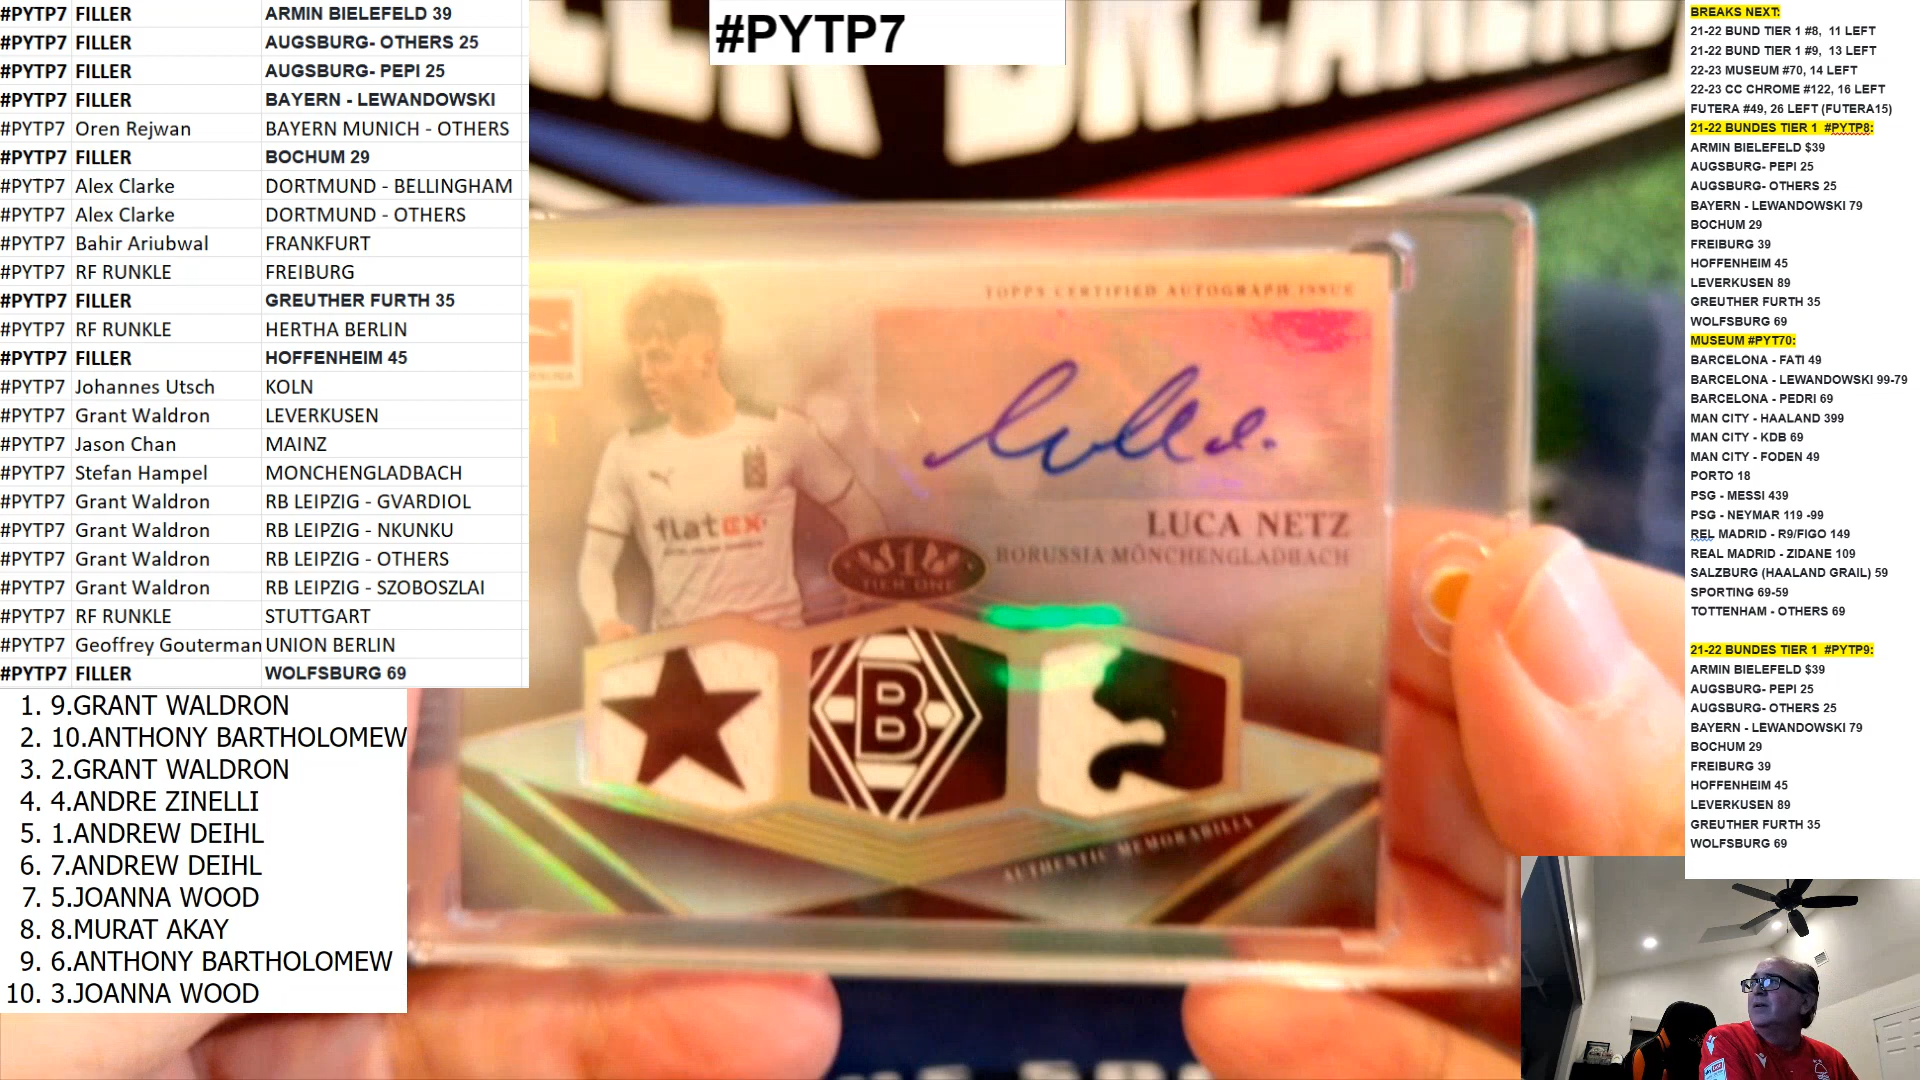 #PYTP7 FILLER ARMIN BIELEFELD 39
#PYTP7 FILLER AUGSBURG- OTHERS 25
#PYTP7 FILLER AUGSBURG- PEPI 25
#PYTP7 FILLER BAYERN - LEWANDOWSKI
#PYTP7 Oren Rejwan BAYERN MUNICH - OTHERS
#PYTP7 FILLER BOCHUM 29
#PYTP7 Alex Clarke DORTMUND - BELLINGHAM
#PYTP7 Alex Clarke DORTMUND - OTHERS
#PYTP7 Bahir Ariubwal FRANKFURT
#PYTP7 RF RUNKLE FREIBURG
#PYTP7 FILLER GREUTHER FURTH 35
#PYTP7 RF RUNKLE HERTHA BERLIN
#PYTP7 FILLER HOFFENHEIM 45
#PYTP7 Johannes Utsch KOLN
#PYTP7 Grant Waldron LEVERKUSEN
#PYTP7 Jason Chan MAINZ
#PYTP7 Stefan Hampel MONCHENGLADBACH
#PYTP7 Grant Waldron RB LEIPZIG - GVARDIOL
#PYTP7 Grant Waldron RB LEIPZIG - NKUNKU
#PYTP7 Grant Waldron RB LEIPZIG - OTHERS
#PYTP7 Grant Waldron RB LEIPZIG - SZOBOSZLAI
#PYTP7 RF RUNKLE STUTTGART
#PYTP7 Geoffrey Gouterman UNION BERLIN
#PYTP7 FILLER WOLFSBURG 69
1. 9.GRANT WALDRON
2. 10.ANTHONY BARTHOLOMEW
3. 2.GRANT WALDRON
4. 4.ANDRE ZINELLI
5. 1.ANDREW DEIHL
6. 7.ANDREW DEIHL
7. 5.JOANNA WOOD
8. 8.MURAT AKAY
9. 6.ANTHONY BARTHOLOMEW
10. 3.JOANNA WOOD
#PYTP7
TOPPS CERTIFIED AUTOGRAPH ISSUE
LUCA NETZ
BORUSSIA MÖNCHENGLADBACH
flatex
1
TIER ONE
B
AUTHENTIC MEMORABILIA
BREAKS NEXT:
21-22 BUND TIER 1 #8, 11 LEFT
21-22 BUND TIER 1 #9, 13 LEFT
22-23 MUSEUM #70, 14 LEFT
22-23 CC CHROME #122, 16 LEFT
FUTERA #49, 26 LEFT (FUTERA15)
21-22 BUNDES TIER 1 #PYTP8:
ARMIN BIELEFELD $39
AUGSBURG- PEPI 25
AUGSBURG- OTHERS 25
BAYERN - LEWANDOWSKI 79
BOCHUM 29
FREIBURG 39
HOFFENHEIM 45
LEVERKUSEN 89
GREUTHER FURTH 35
WOLFSBURG 69
MUSEUM #PYT70:
BARCELONA - FATI 49
BARCELONA - LEWANDOWSKI 99-79
BARCELONA - PEDRI 69
MAN CITY - HAALAND 399
MAN CITY - KDB 69
MAN CITY - FODEN 49
PORTO 18
PSG - MESSI 439
PSG - NEYMAR 119 -99
REL MADRID - R9/FIGO 149
REAL MADRID - ZIDANE 109
SALZBURG (HAALAND GRAIL) 59
SPORTING 69-59
TOTTENHAM - OTHERS 69
21-22 BUNDES TIER 1 #PYTP9:
ARMIN BIELEFELD $39
AUGSBURG- PEPI 25
AUGSBURG- OTHERS 25
BAYERN - LEWANDOWSKI 79
BOCHUM 29
FREIBURG 39
HOFFENHEIM 45
LEVERKUSEN 89
GREUTHER FURTH 35
WOLFSBURG 69